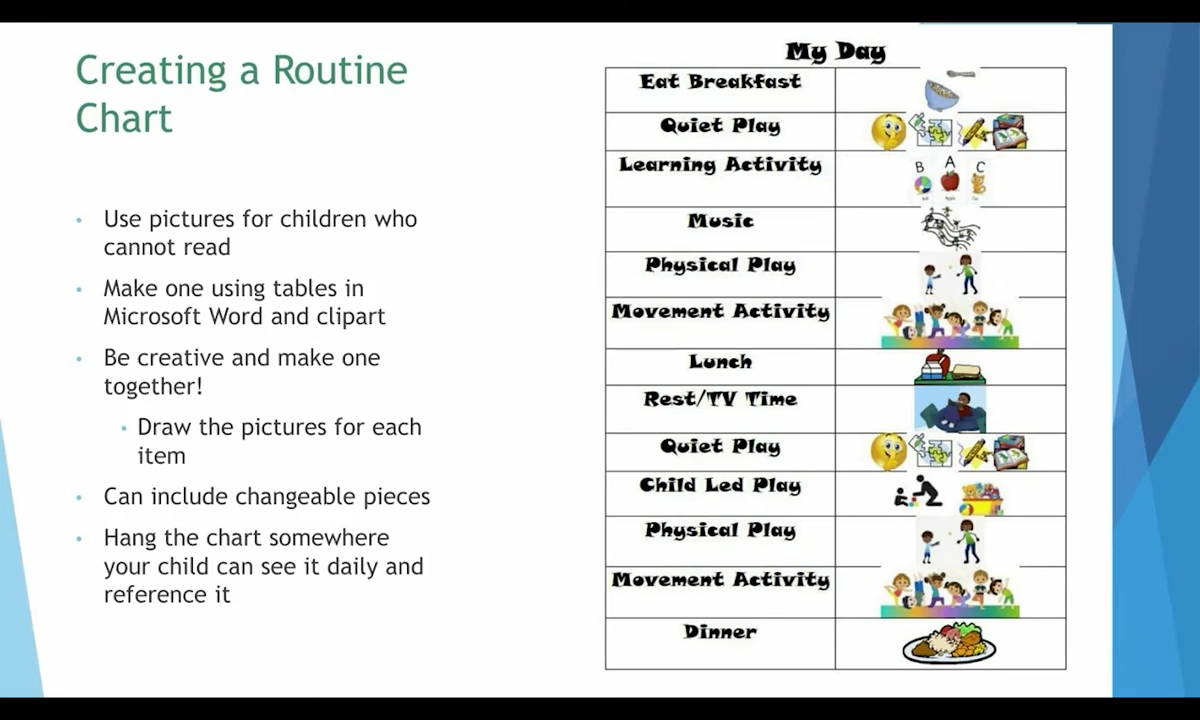 Creating a Routine
Chart
Use pictures for children who
cannot read
Make one using tables in
Microsoft Word and clipart
Be creative and make one
together!
Draw the pictures for each
item
Can include changeable pieces
Hang the chart somewhere
your child can see it daily and
reference it
My Day
Eat Breakfast
Quiet Play
Learning Activity
B A C
Music
Physical Play
Movement Activity
Lunch
Rest/TV Time
Quiet Play
Child Led Play
Physical Play
Movement Activity
Dinner